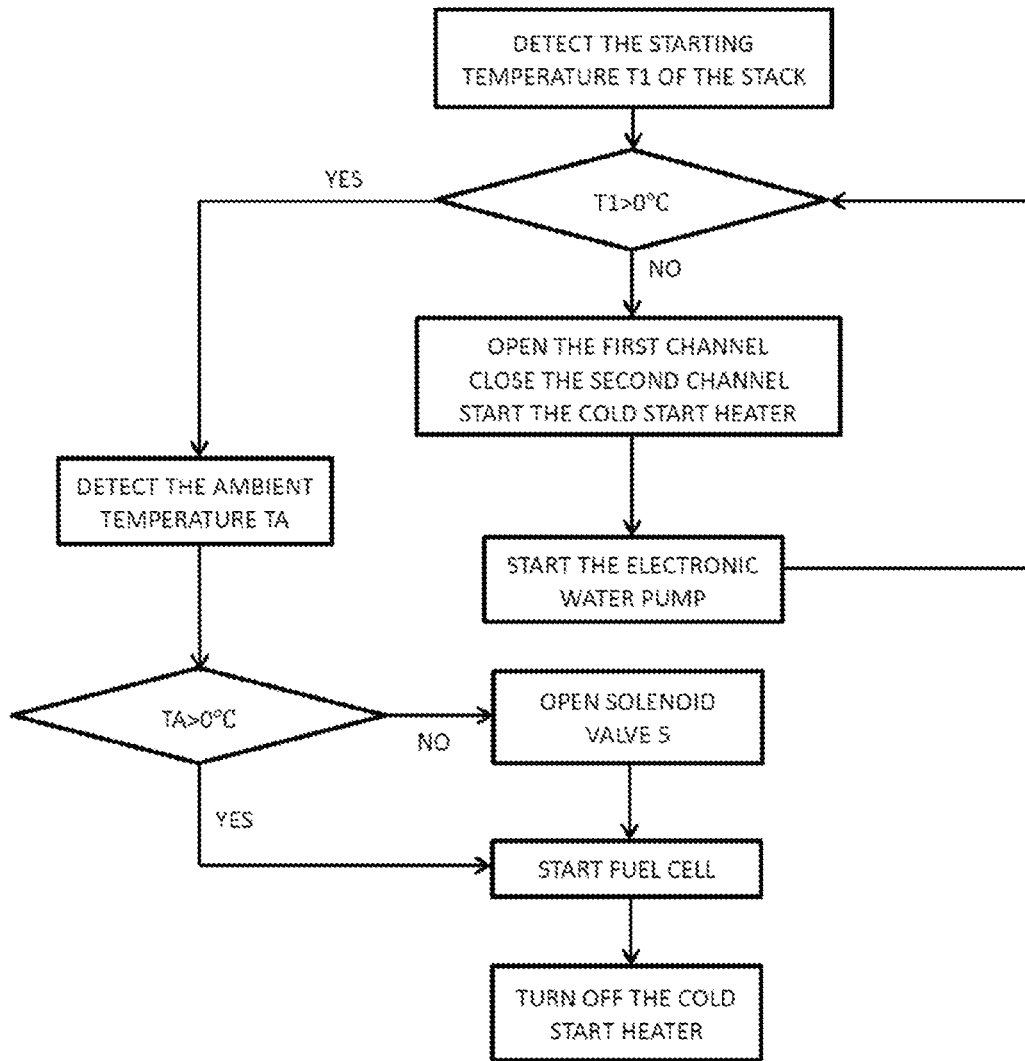 DETECT THE STARTING
TEMPERATURE T1 OF THE STACK
YES
T1>0°C
NO
OPEN THE FIRST CHANNEL
CLOSE THE SECOND CHANNEL
START THE COLD START HEATER
DETECT THE AMBIENT
TEMPERATURE TA
START THE ELECTRONIC
WATER PUMP
TA>0°C
NO
OPEN SOLENOID
VALVE 5
YES
START FUEL CELL
TURN OFF THE COLD
START HEATER